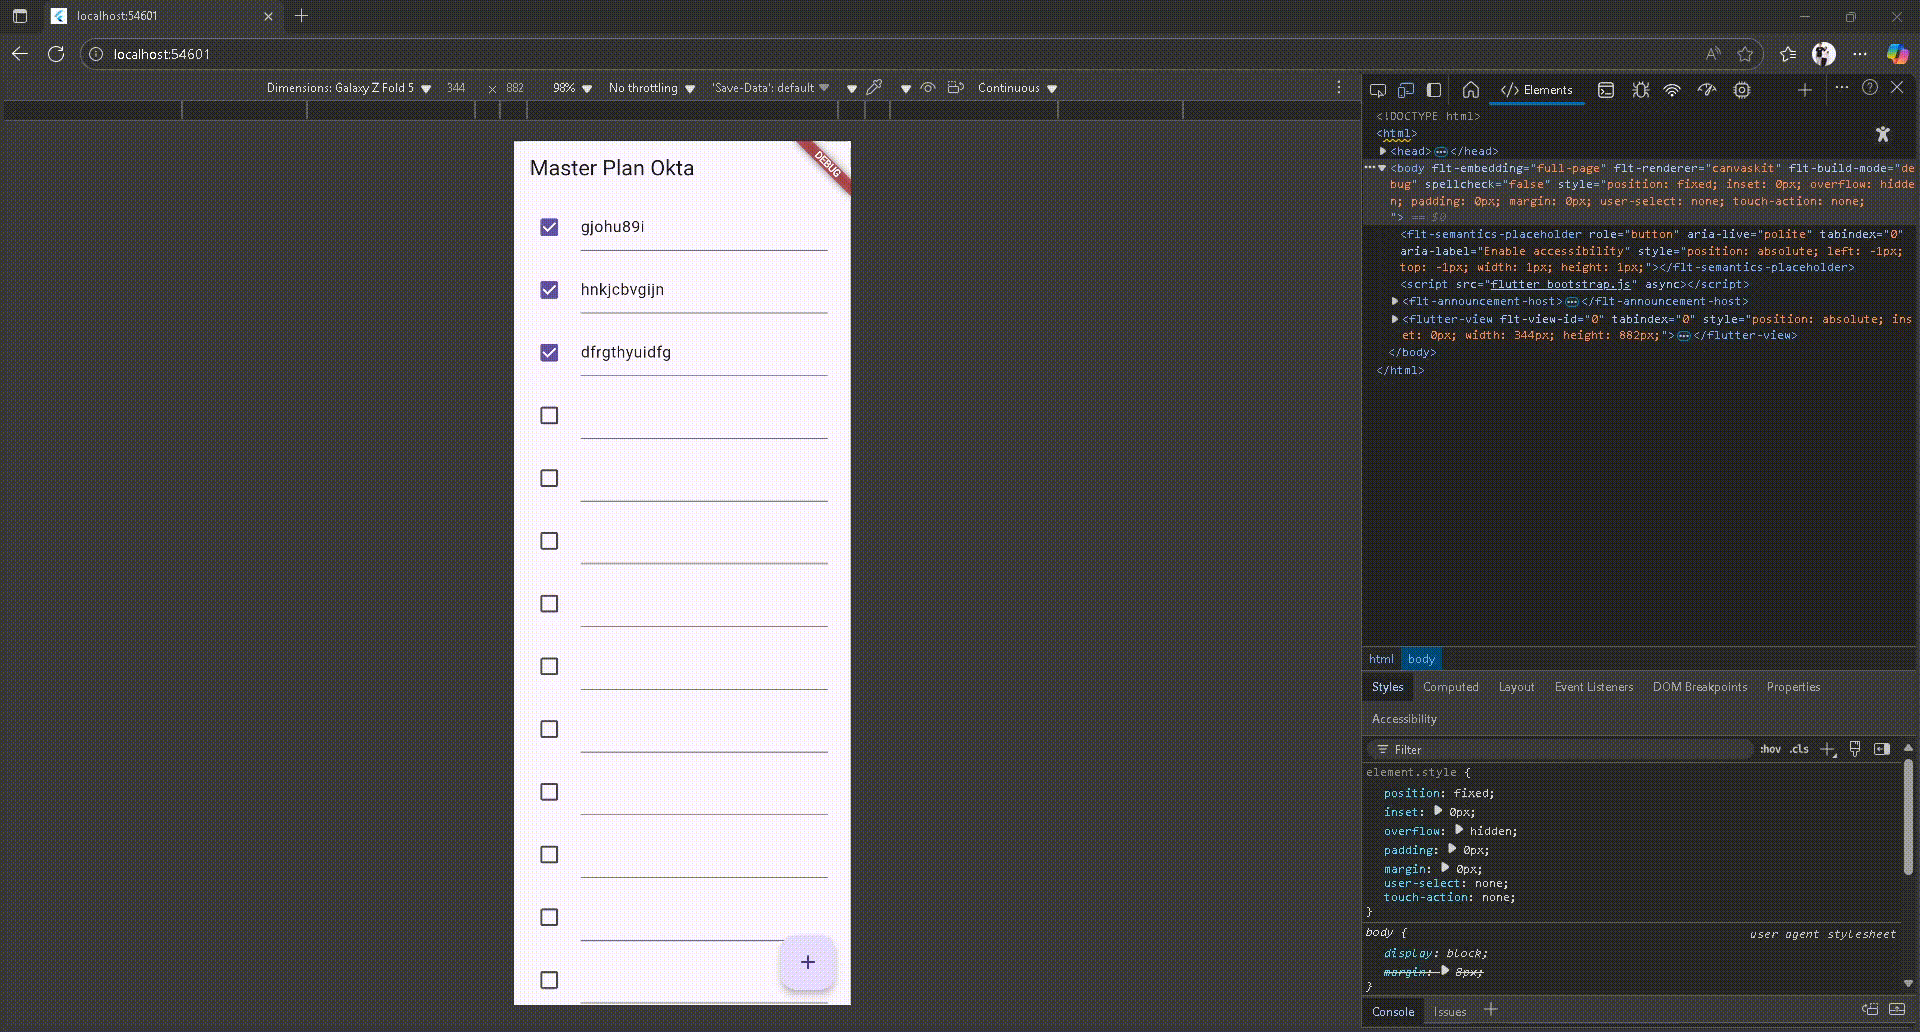 localhost:54601
localhost:54601
Dimensions: Galaxy Z Fold 5 344 × 882 98% No throttling 'Save-Data': default Continuous
Master Plan Okta
DEBUG
gjohu89i
hnkjcbvgijn
dfrgthyuidfg
+
Elements
<!DOCTYPE html>
<html>
<head> </head>
<body flt-embedding="full-page" flt-renderer="canvaskit" flt-build-mode="de
bug" spellcheck="false" style="position: fixed; inset: 0px; overflow: hidde
n; padding: 0px; margin: 0px; user-select: none; touch-action: none;
"> == $0
<flt-semantics-placeholder role="button" aria-live="polite" tabindex="0"
aria-label="Enable accessibility" style="position: absolute; left: -1px;
top: -1px; width: 1px; height: 1px;"></flt-semantics-placeholder>
<script src="flutter_bootstrap.js" async></script>
<flt-announcement-host> </flt-announcement-host>
<flutter-view flt-view-id="0" tabindex="0" style="position: absolute; ins
et: 0px; width: 344px; height: 882px;"> </flutter-view>
</body>
</html>
html body
Styles Computed Layout Event Listeners DOM Breakpoints Properties
Accessibility
Filter :hov .cls
element.style {
position: fixed;
inset: 0px;
overflow: hidden;
padding: 0px;
margin: 0px;
user-select: none;
touch-action: none;
}
body { user agent stylesheet
display: block;
margin: 8px;
}
Console Issues